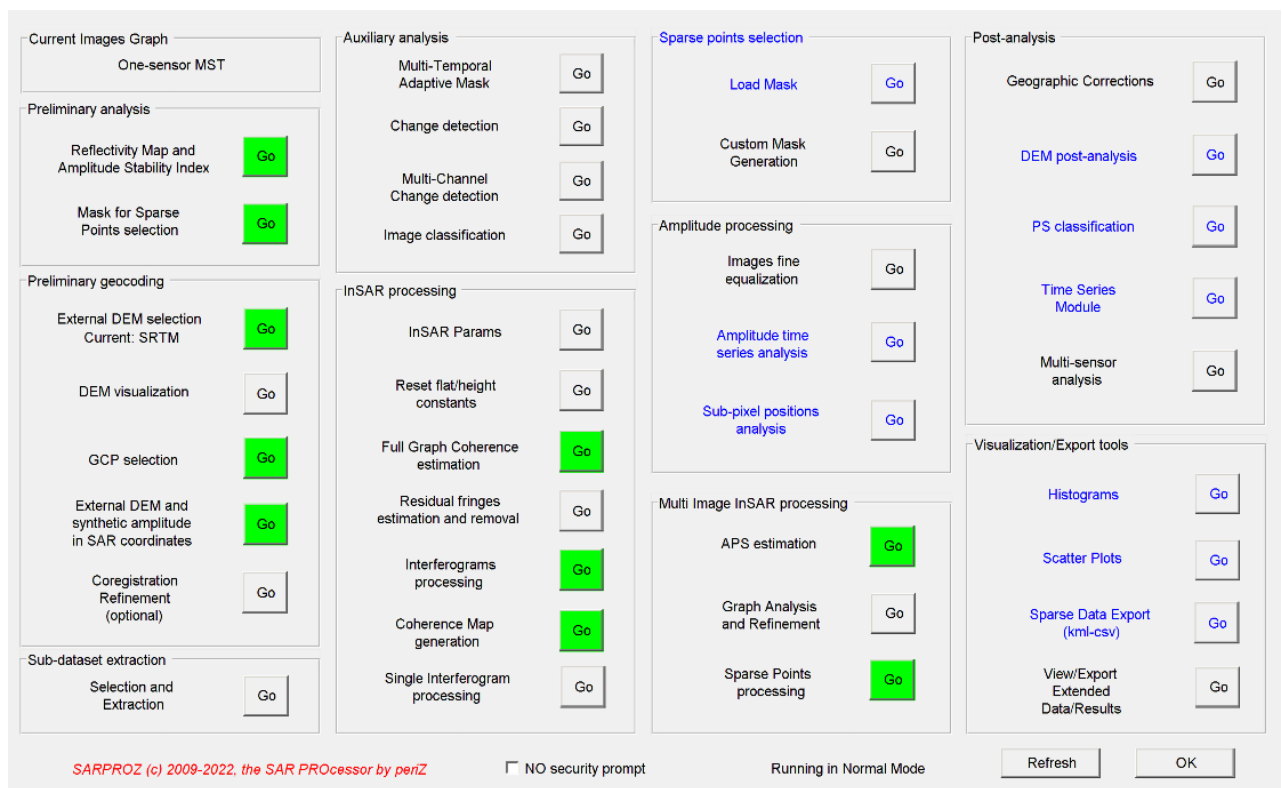 Current Images Graph
One-sensor MST
Preliminary analysis
Reflectivity Map and
Amplitude Stability Index
Go
Mask for Sparse
Points selection
Go
Preliminary geocoding
External DEM selection
Current: SRTM
Go
DEM visualization
Go
GCP selection
Go
External DEM and
synthetic amplitude
in SAR coordinates
Go
Coregistration
Refinement
(optional)
Go
Sub-dataset extraction
Selection and
Extraction
Go
Auxiliary analysis
Multi-Temporal
Adaptive Mask
Go
Change detection
Go
Multi-Channel
Change detection
Go
Image classification
Go
InSAR processing
InSAR Params
Go
Reset flat/height
constants
Go
Full Graph Coherence
estimation
Go
Residual fringes
estimation and removal
Go
Interferograms
processing
Go
Coherence Map
generation
Go
Single Interferogram
processing
Go
Sparse points selection
Load Mask
Go
Custom Mask
Generation
Go
Amplitude processing
Images fine
equalization
Go
Amplitude time
series analysis
Go
Sub-pixel positions
analysis
Go
Multi Image InSAR processing
APS estimation
Go
Graph Analysis
and Refinement
Go
Sparse Points
processing
Go
Post-analysis
Geographic Corrections
Go
DEM post-analysis
Go
PS classification
Go
Time Series
Module
Go
Multi-sensor
analysis
Go
Visualization/Export tools
Histograms
Go
Scatter Plots
Go
Sparse Data Export
(kml-csv)
Go
View/Export
Extended
Data/Results
Go
SARPROZ (c) 2009-2022, the SAR PROcessor by periZ
NO security prompt
Running in Normal Mode
Refresh
OK